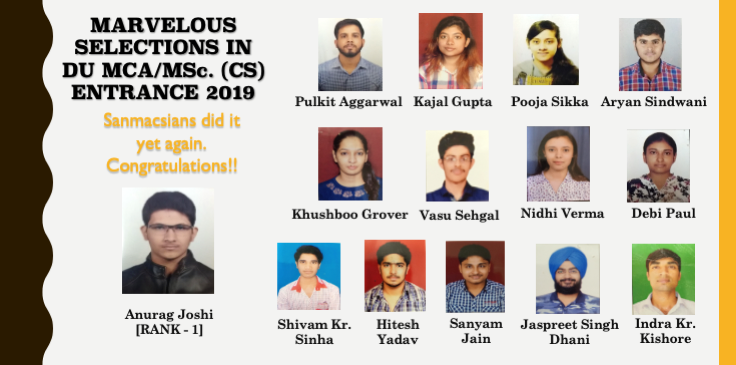 MARVELOUS
SELECTIONS IN
DU MCA/MSc. (CS)
ENTRANCE 2019
Sanmacsians did it
yet again.
Congratulations!!
Anurag Joshi
[RANK - 1]
Pulkit Aggarwal
Kajal Gupta
Pooja Sikka
Aryan Sindwani
Khushboo Grover
Vasu Sehgal
Nidhi Verma
Debi Paul
Shivam Kr.
Sinha
Hitesh
Yadav
Sanyam
Jain
Jaspreet Singh
Dhani
Indra Kr.
Kishore